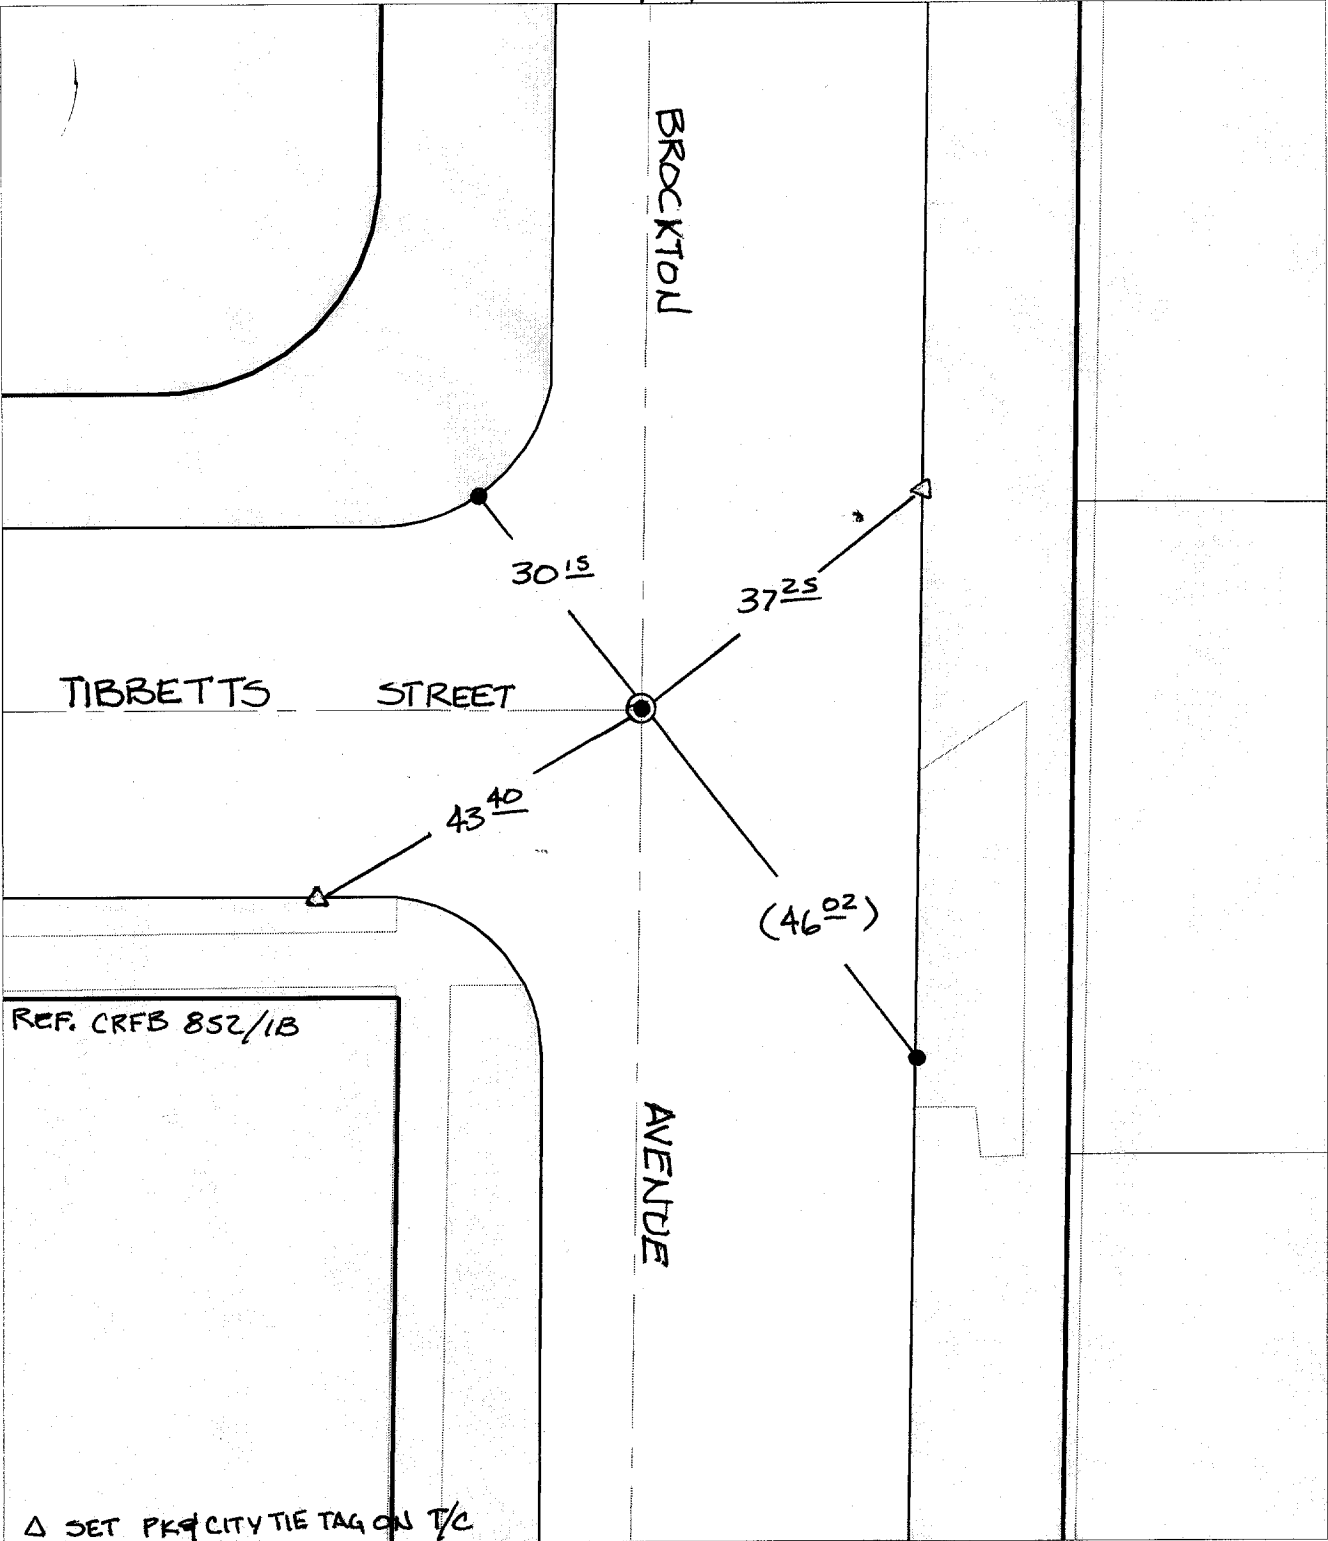 BROCKTON
30 15
37 25
TIBBETTS STREET
43 40
(46 02)
REF. CRFB 852/1B
AVENUE
△ SET PK & CITY TIE TAG ON T/C